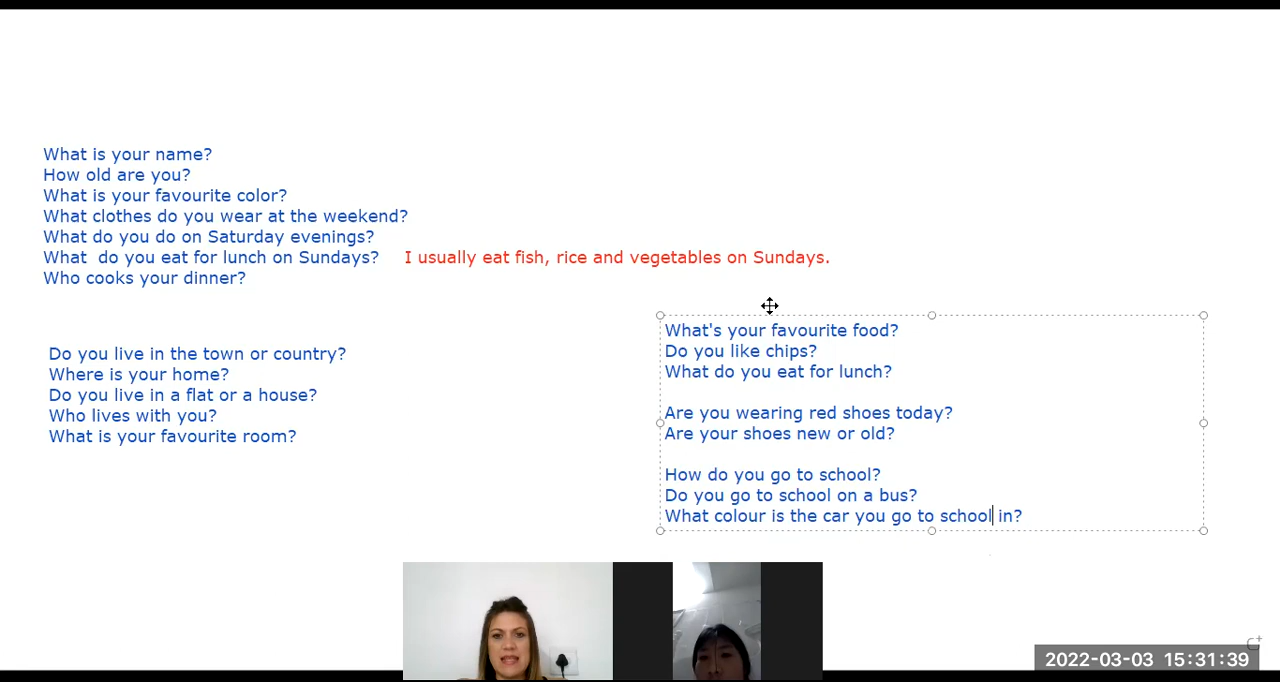 What is your name?
How old are you?
What is your favourite color?
What clothes do you wear at the weekend?
What do you do on Saturday evenings?
What  do you eat for lunch on Sundays? I usually eat fish, rice and vegetables on Sundays.
Who cooks your dinner?
Do you live in the town or country?
Where is your home?
Do you live in a flat or a house?
Who lives with you?
What is your favourite room?
What's your favourite food?
Do you like chips?
What do you eat for lunch?
Are you wearing red shoes today?
Are your shoes new or old?
How do you go to school?
Do you go to school on a bus?
What colour is the car you go to school in?
2022-03-03 15:31:39